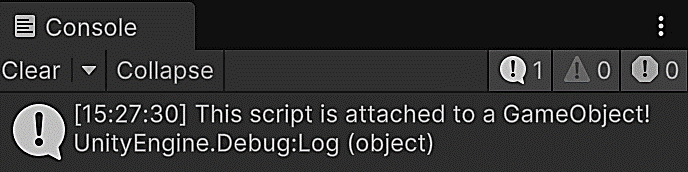 Console
Clear Collapse 1 0 0
[15:27:30] This script is attached to a GameObject!
UnityEngine.Debug:Log (object)